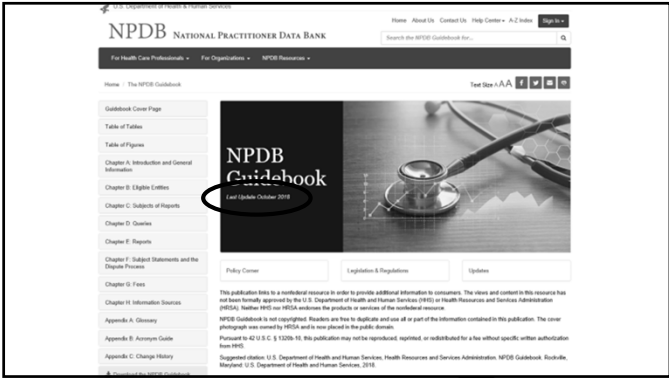 U.S. Department of Health & Human Services
Home About Us Contact Us Help Center A-Z Index Sign In
NPDB NATIONAL PRACTITIONER DATA BANK
Search the NPDB Guidebook for...
For Health Care Professionals For Organizations NPDB Resources
Home / The NPDB Guidebook
Text Size A A A
Guidebook Cover Page
Table of Tables
Table of Figures
Chapter A: Introduction and General
Information
Chapter B: Eligible Entities
Chapter C: Subjects of Reports
Chapter D: Queries
Chapter E: Reports
Chapter F: Subject Statements and the
Dispute Process
Chapter G: Fees
Chapter H: Information Sources
Appendix A: Glossary
Appendix B: Acronym Guide
Appendix C: Change History
Download the NPDB Guidebook
NPDB
Guidebook
Last Update October 2018
Policy Corner
Legislation & Regulations
Updates
This publication links to a nonfederal resource in order to provide additional information to consumers. The views and content in this resource has
not been formally approved by the U.S. Department of Health and Human Services (HHS) or Health Resources and Services Administration
(HRSA). Neither HHS nor HRSA endorses the products or services of the nonfederal resource.
NPDB Guidebook is not copyrighted. Readers are free to duplicate and use all or part of the information contained in this publication. The cover
photograph was owned by HRSA and is now placed in the public domain.
Pursuant to 42 U.S.C. § 1320b-10, this publication may not be reproduced, reprinted, or redistributed for a fee without specific written authorization
from HHS.
Suggested citation: U.S. Department of Health and Human Services, Health Resources and Services Administration. NPDB Guidebook. Rockville,
Maryland: U.S. Department of Health and Human Services, 2018.